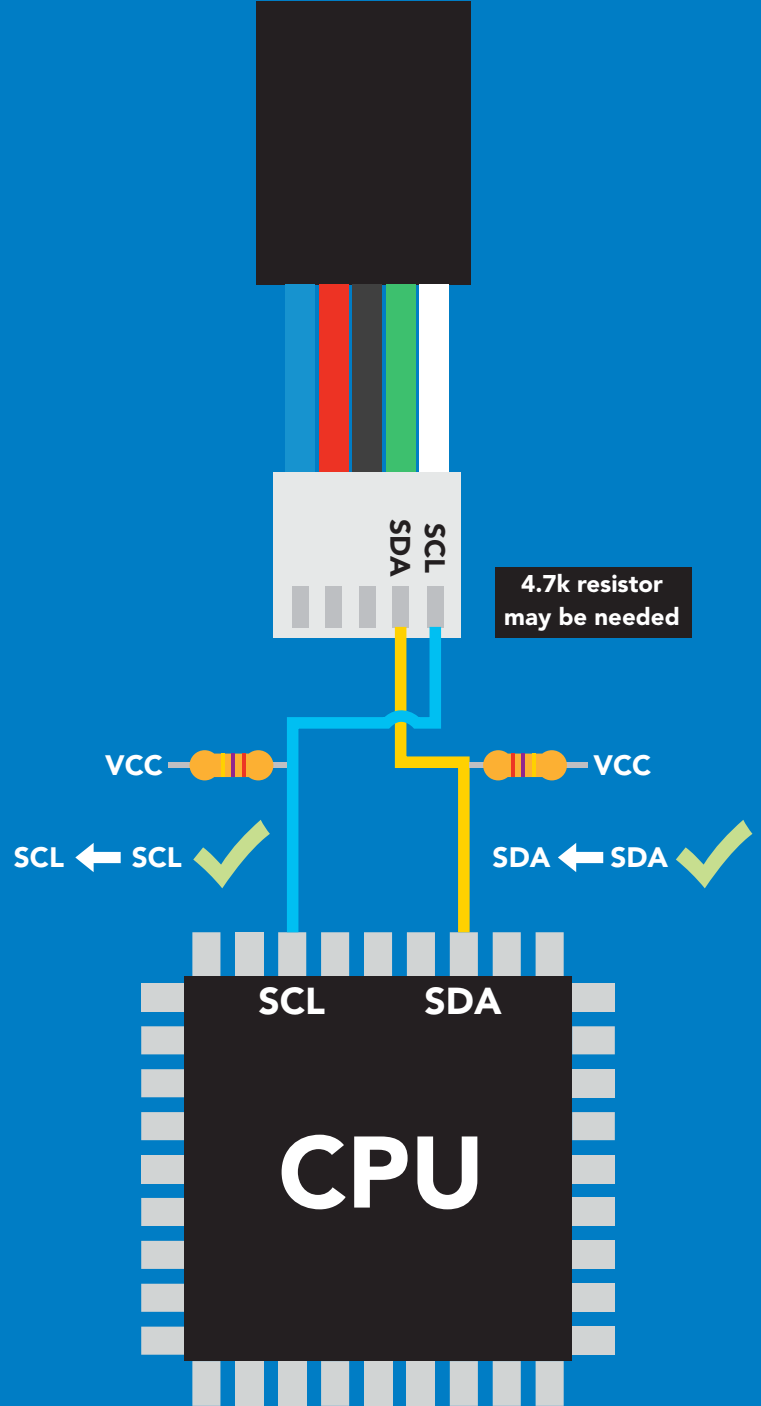 SDA
SCL
4.7k resistor
may be needed
VCC
VCC
SCL SCL
SDA SDA
SCL
SDA
CPU